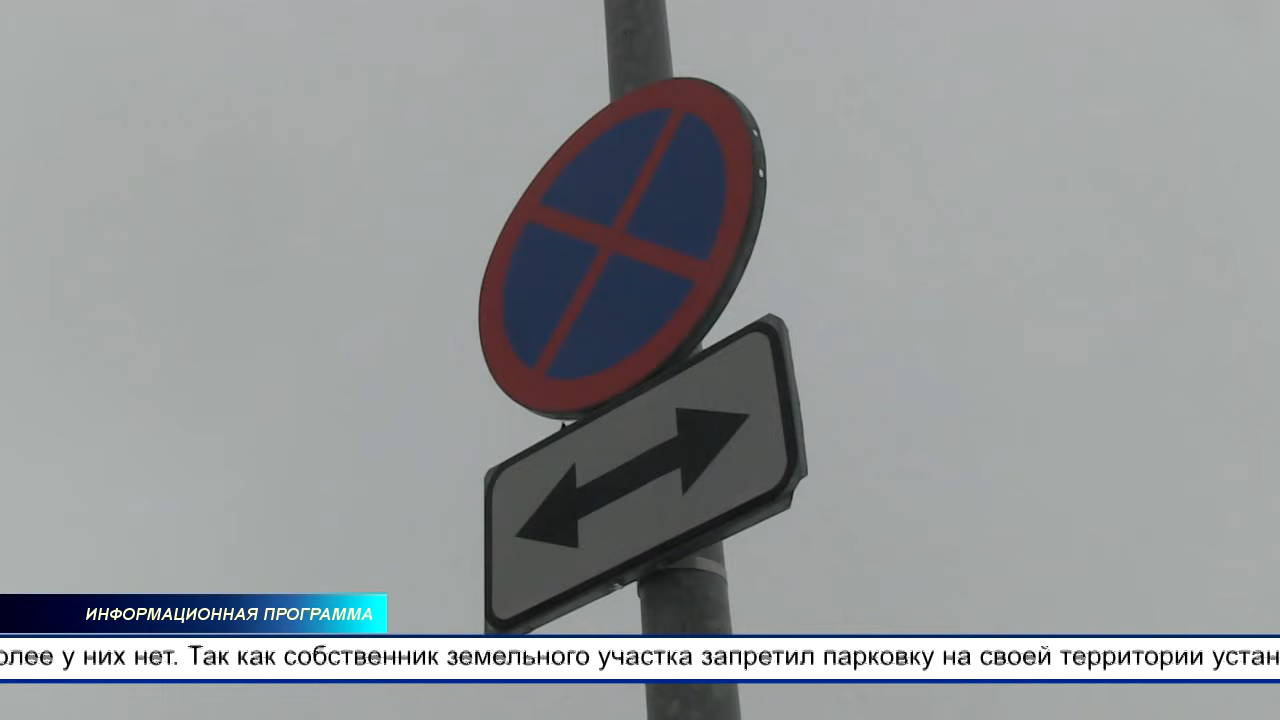 ИНФОРМАЦИОННАЯ ПРОГРАММА
у них нет. Так как собственник земельного участка запретил парковку на своей территории